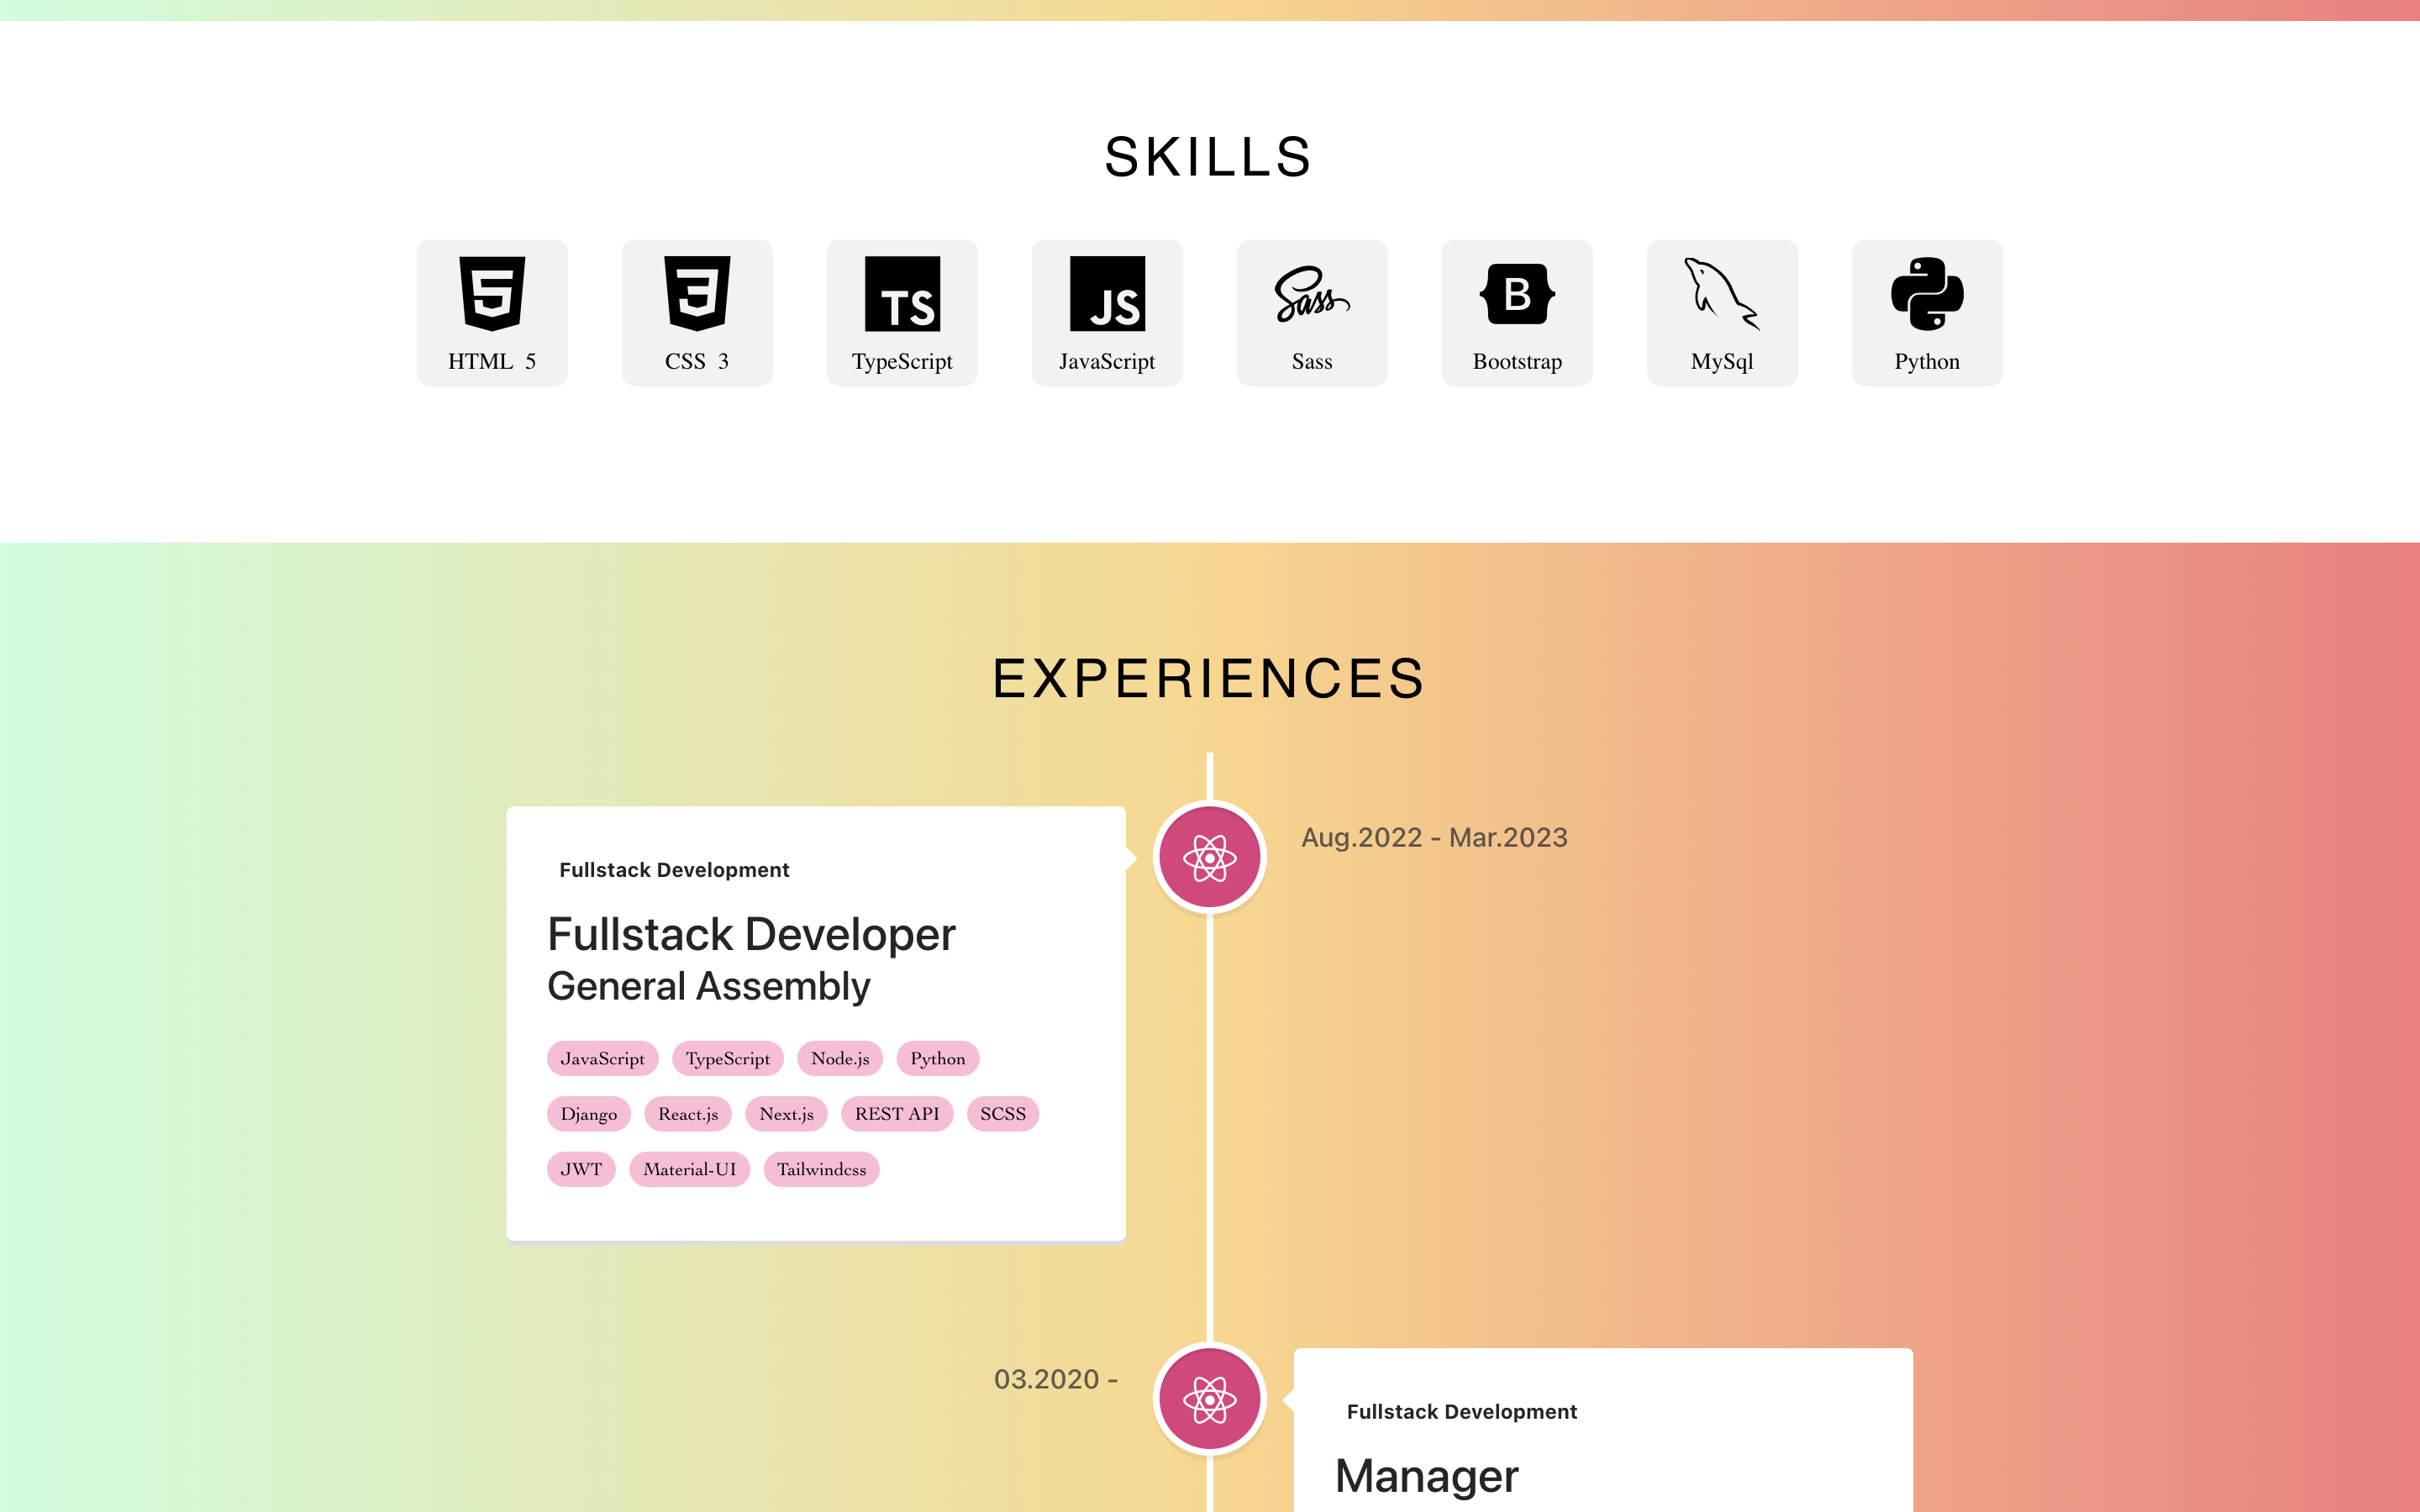 SKILLS
5 3 TS JS Sass B
HTML 5 CSS 3 TypeScript JavaScript Sass Bootstrap MySql Python
EXPERIENCES
Aug.2022 - Mar.2023
Fullstack Development
Fullstack Developer
General Assembly
JavaScript TypeScript Node.js Python
Django React.js Next.js REST API SCSS
JWT Material-UI Tailwindcss
03.2020 -
Fullstack Development
Manager